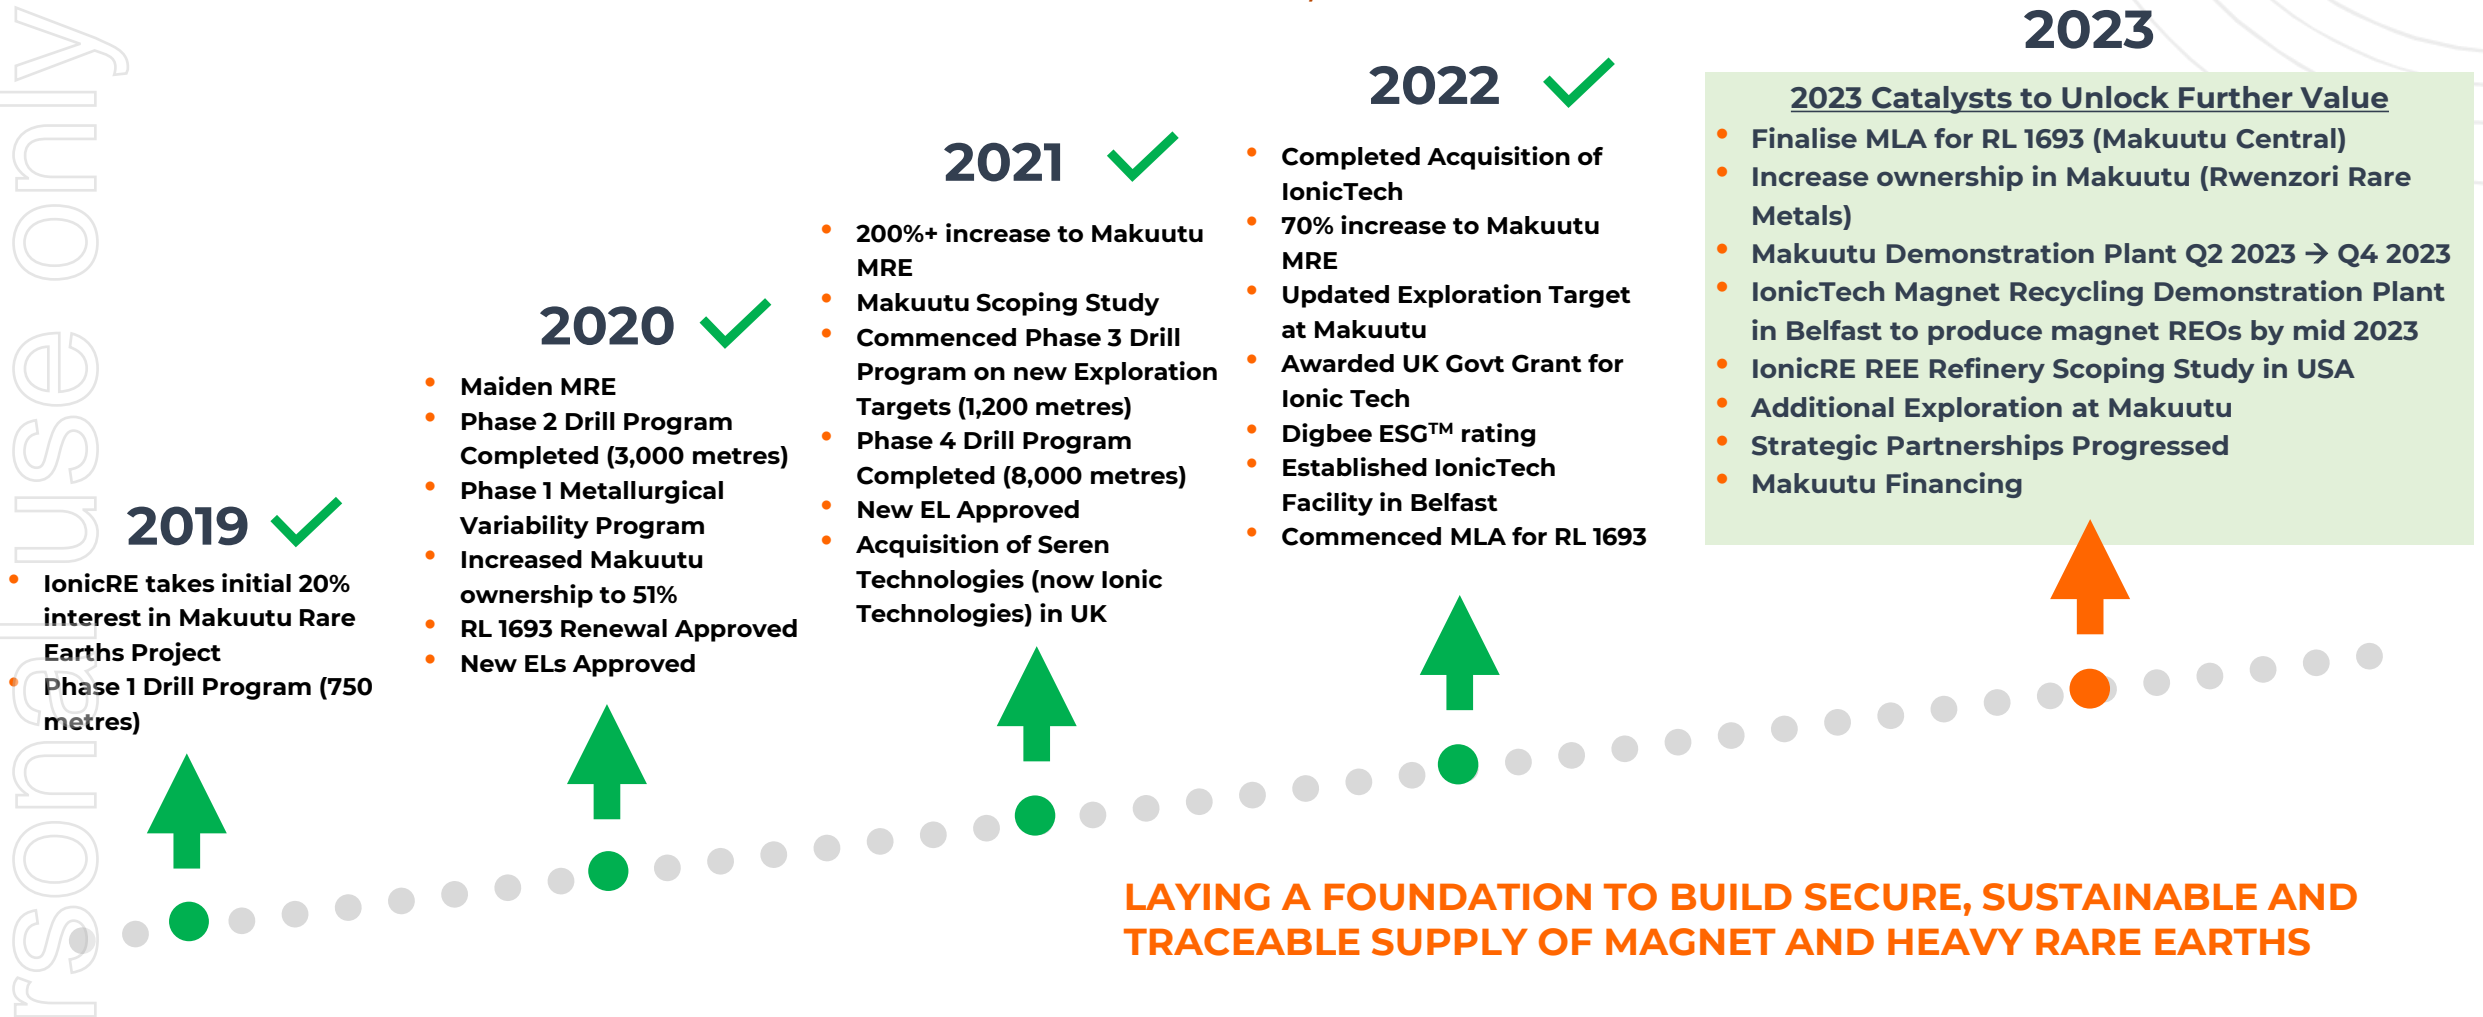 2019
IonicRE takes initial 20%
interest in Makuutu Rare
Earths Project
Phase 1 Drill Program (750
metres)
2020
Maiden MRE
Phase 2 Drill Program
Completed (3,000 metres)
Phase 1 Metallurgical
Variability Program
Increased Makuutu
ownership to 51%
RL 1693 Renewal Approved
New ELs Approved
2021
200%+ increase to Makuutu
MRE
Makuutu Scoping Study
Commenced Phase 3 Drill
Program on new Exploration
Targets (1,200 metres)
Phase 4 Drill Program
Completed (8,000 metres)
New EL Approved
Acquisition of Seren
Technologies (now Ionic
Technologies) in UK
2022
Completed Acquisition of
IonicTech
70% increase to Makuutu
MRE
Updated Exploration Target
at Makuutu
Awarded UK Govt Grant for
Ionic Tech
Digbee ESG™ rating
Established IonicTech
Facility in Belfast
Commenced MLA for RL 1693
2023
2023 Catalysts to Unlock Further Value
Finalise MLA for RL 1693 (Makuutu Central)
Increase ownership in Makuutu (Rwenzori Rare
Metals)
Makuutu Demonstration Plant Q2 2023 → Q4 2023
IonicTech Magnet Recycling Demonstration Plant
in Belfast to produce magnet REOs by mid 2023
IonicRE REE Refinery Scoping Study in USA
Additional Exploration at Makuutu
Strategic Partnerships Progressed
Makuutu Financing
LAYING A FOUNDATION TO BUILD SECURE, SUSTAINABLE AND
TRACEABLE SUPPLY OF MAGNET AND HEAVY RARE EARTHS
rsonal use only